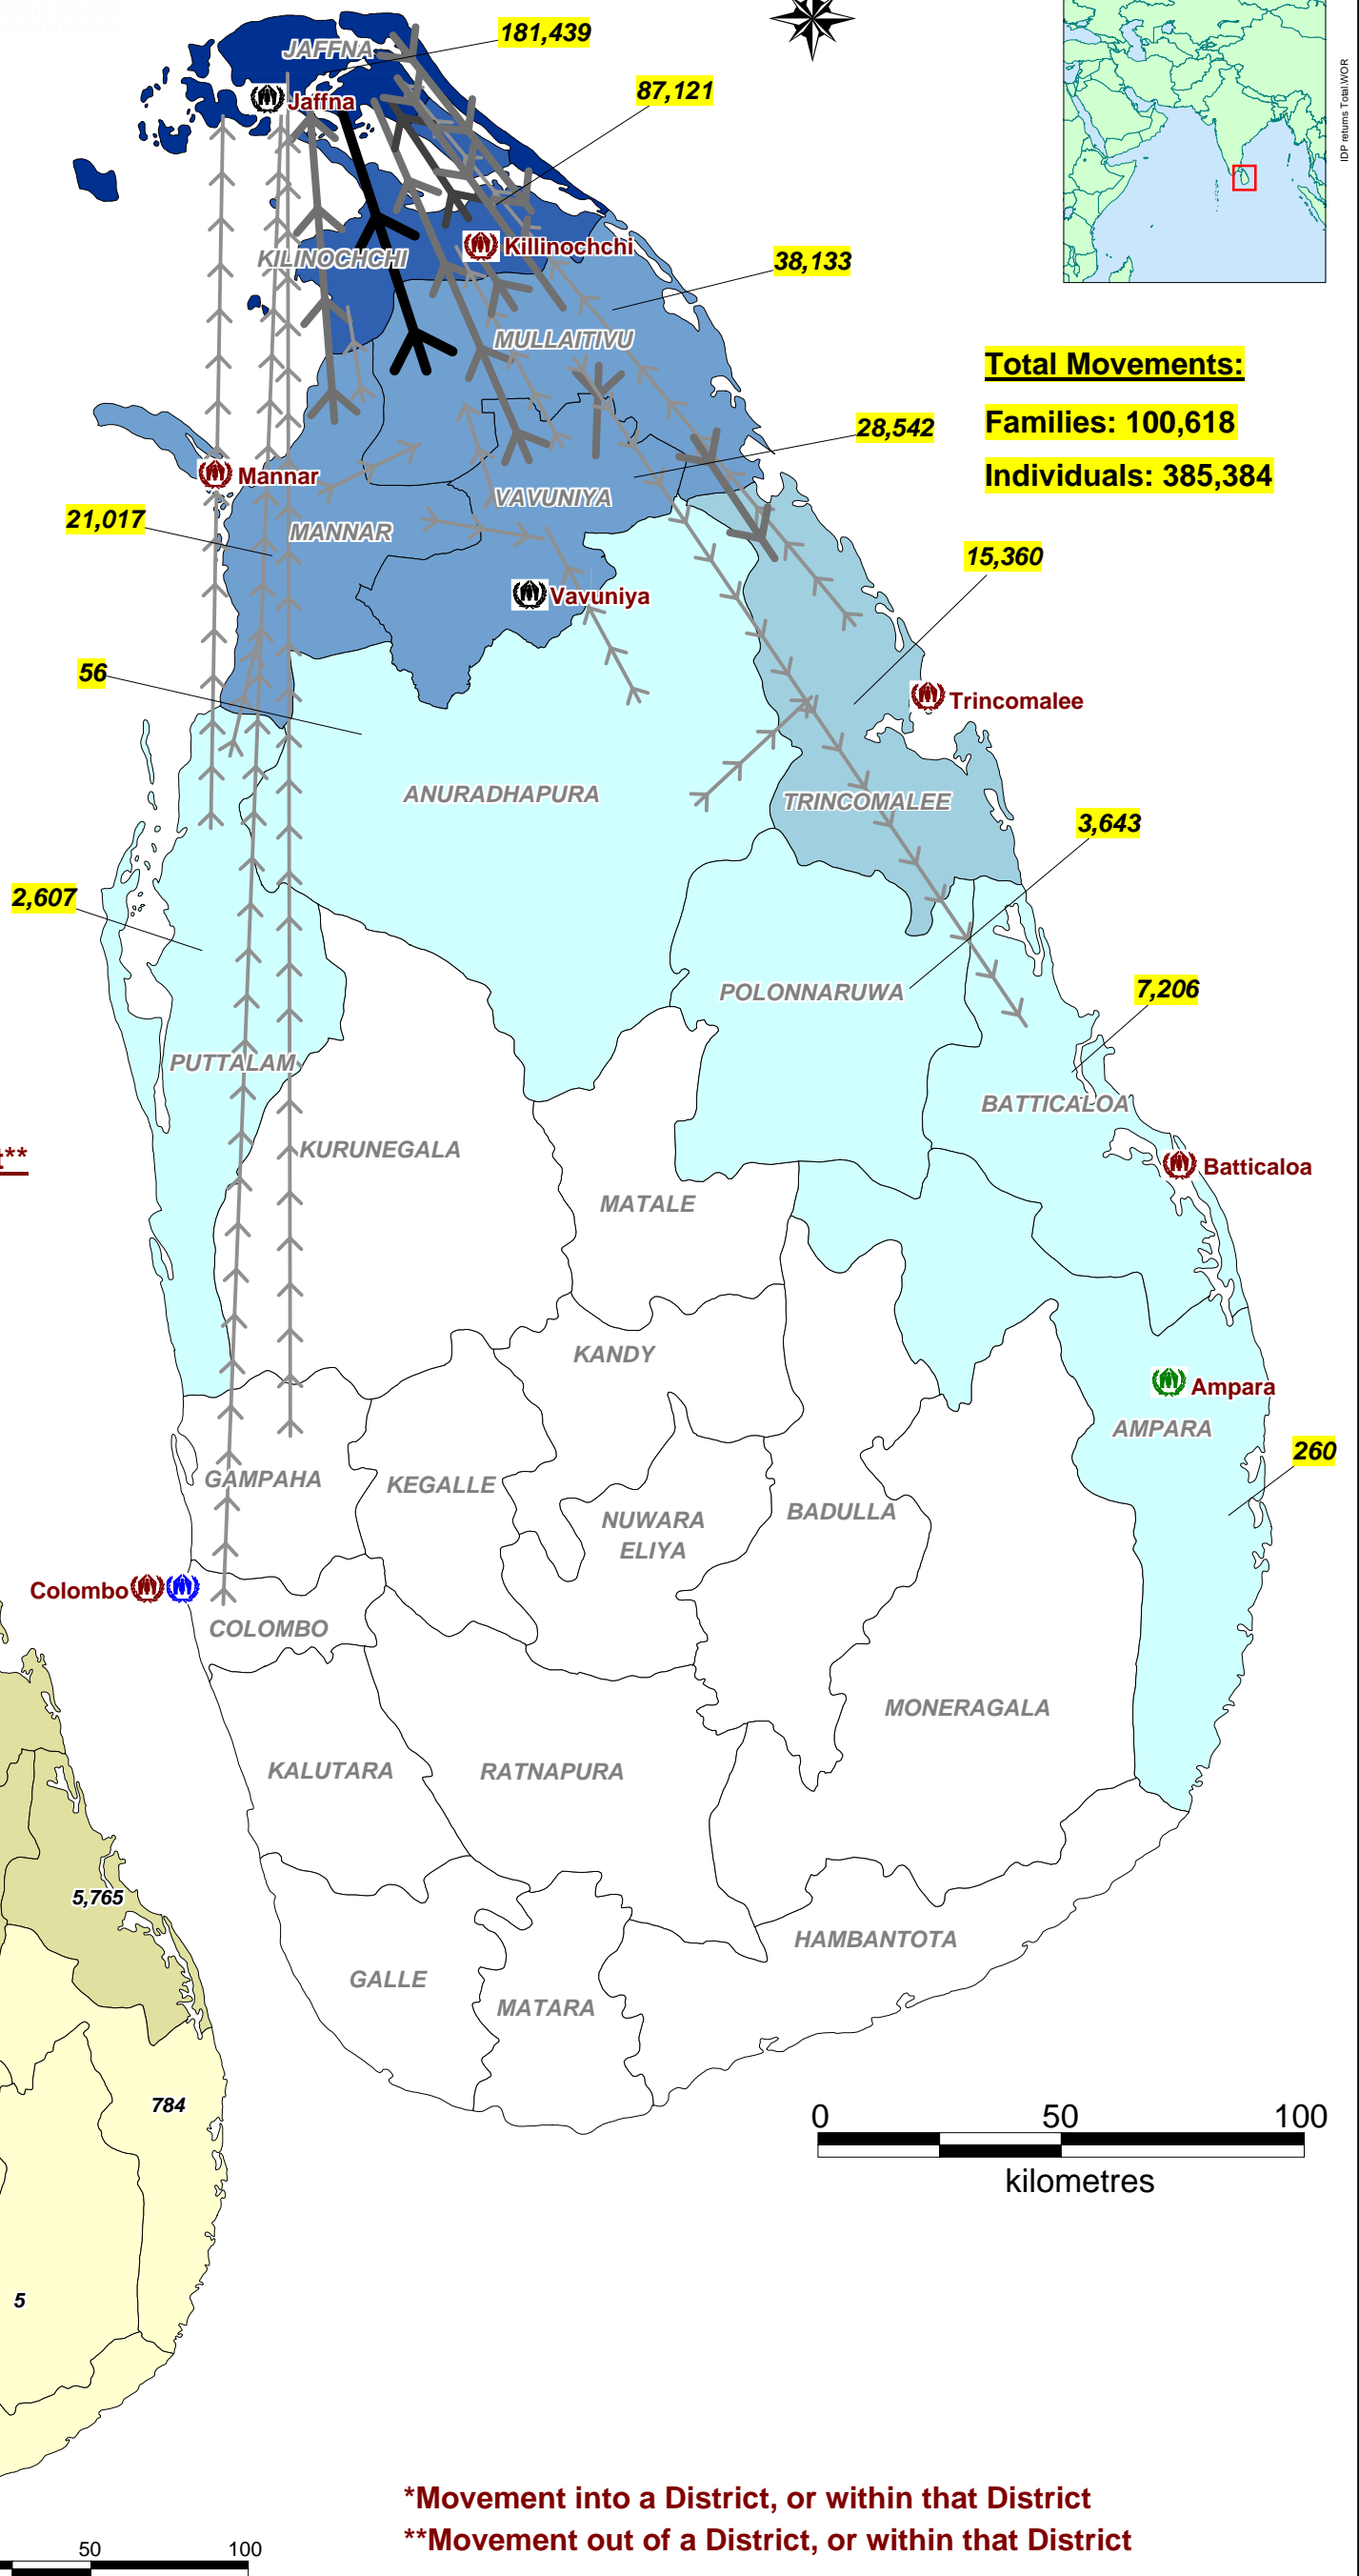 181,439
JAFFNA
87,121
Jaffna
IDP returns Total.WOR
Killinochchi
KILINOCHCHI
38,133
MULLAITIVU
Total Movements:
Families: 100,618
Individuals: 385,384
28,542
Mannar
VAVUNIYA
21,017
MANNAR
15,360
Vavuniya
56
Trincomalee
ANURADHAPURA
TRINCOMALEE
3,643
2,607
POLONNARUWA
7,206
PUTTALAM
BATTICALOA
KURUNEGALA
**
Batticaloa
MATALE
KANDY
Ampara
AMPARA
260
GAMPAHA
KEGALLE
BADULLA
NUWARA
ELIYA
Colombo
COLOMBO
MONERAGALA
KALUTARA
RATNAPURA
5,765
HAMBANTOTA
GALLE
MATARA
784
0 50 100
kilometres
5
*Movement into a District, or within that District
**Movement out of a District, or within that District
50 100